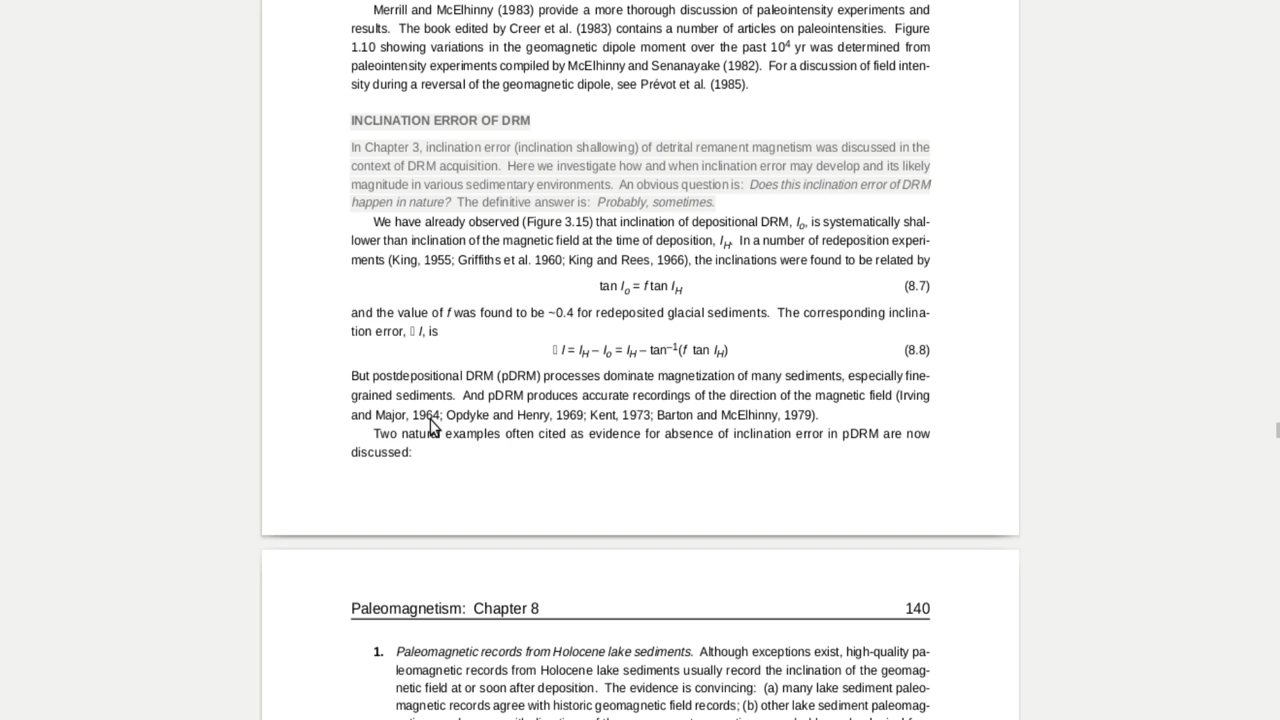 Merrill and McElhinny (1983) provide a more thorough discussion of paleointensity experiments and
results. The book edited by Creer et al. (1983) contains a number of articles on paleointensities. Figure
1.10 showing variations in the geomagnetic dipole moment over the past 10⁴ yr was determined from
paleointensity experiments compiled by McElhinny and Senanayake (1982). For a discussion of field inten-
sity during a reversal of the geomagnetic dipole, see Prévot et al. (1985).
INCLINATION ERROR OF DRM
In Chapter 3, inclination error (inclination shallowing) of detrital remanent magnetism was discussed in the
context of DRM acquisition. Here we investigate how and when inclination error may develop and its likely
magnitude in various sedimentary environments. An obvious question is: Does this inclination error of DRM
happen in nature? The definitive answer is: Probably, sometimes.
We have already observed (Figure 3.15) that inclination of depositional DRM, I_o, is systematically shal-
lower than inclination of the magnetic field at the time of deposition, I_H. In a number of redeposition experi-
ments (King, 1955; Griffiths et al. 1960; King and Rees, 1966), the inclinations were found to be related by
tan I_o = f tan I_H (8.7)
and the value of f was found to be ~0.4 for redeposited glacial sediments. The corresponding inclina-
tion error, ▯ I, is
▯ I = I_H – I_o = I_H – tan⁻¹(f tan I_H) (8.8)
But postdepositional DRM (pDRM) processes dominate magnetization of many sediments, especially fine-
grained sediments. And pDRM produces accurate recordings of the direction of the magnetic field (Irving
and Major, 1964; Opdyke and Henry, 1969; Kent, 1973; Barton and McElhinny, 1979).
Two natural examples often cited as evidence for absence of inclination error in pDRM are now
discussed:
Paleomagnetism: Chapter 8 140
1. Paleomagnetic records from Holocene lake sediments. Although exceptions exist, high-quality pa-
leomagnetic records from Holocene lake sediments usually record the inclination of the geomag-
netic field at or soon after deposition. The evidence is convincing: (a) many lake sediment paleo-
magnetic records agree with historic geomagnetic field records; (b) other lake sediment paleomag-